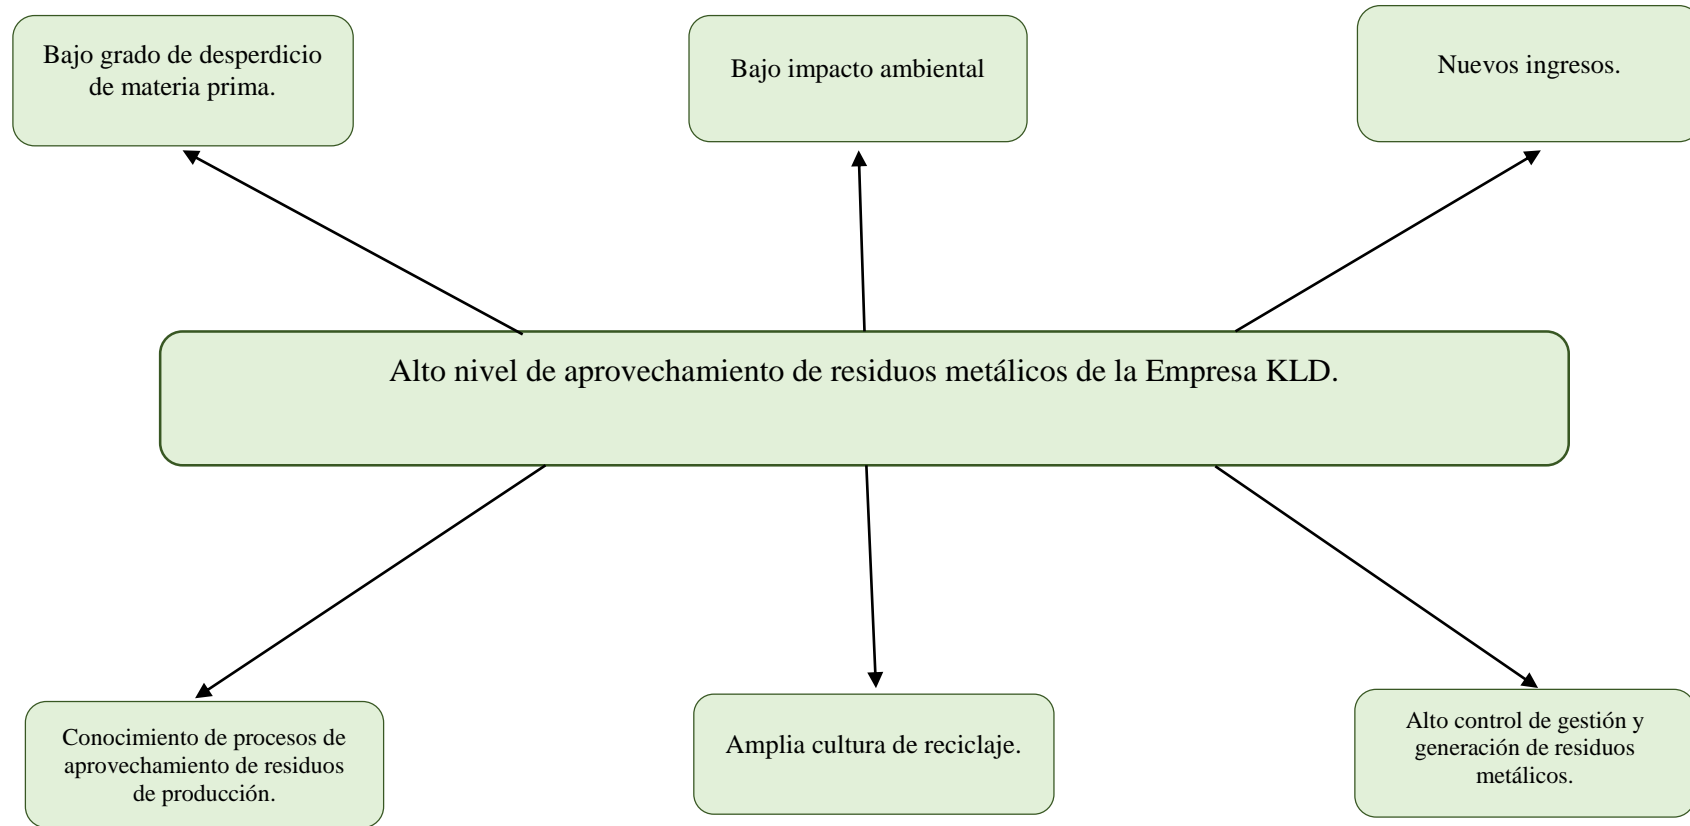 Bajo grado de desperdicio
de materia prima.
Bajo impacto ambiental
Nuevos ingresos.
Alto nivel de aprovechamiento de residuos metálicos de la Empresa KLD.
Conocimiento de procesos de
aprovechamiento de residuos
de producción.
Amplia cultura de reciclaje.
Alto control de gestión y
generación de residuos
metálicos.